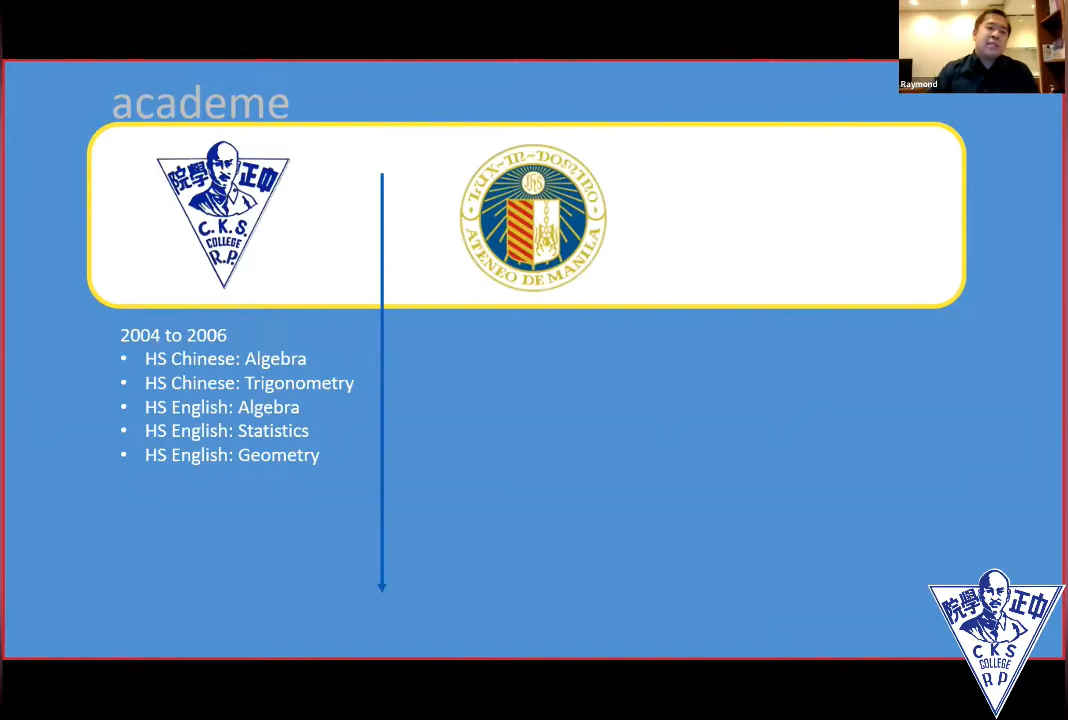 Raymond
academe
院學 正中
C.K.S.
COLLEGE
R.P.
LUX-IN-DOMINO
JHS
ATENEO DE MANILA
2004 to 2006
• HS Chinese: Algebra
• HS Chinese: Trigonometry
• HS English: Algebra
• HS English: Statistics
• HS English: Geometry
院學 正中
C K S
COLLEGE
R P